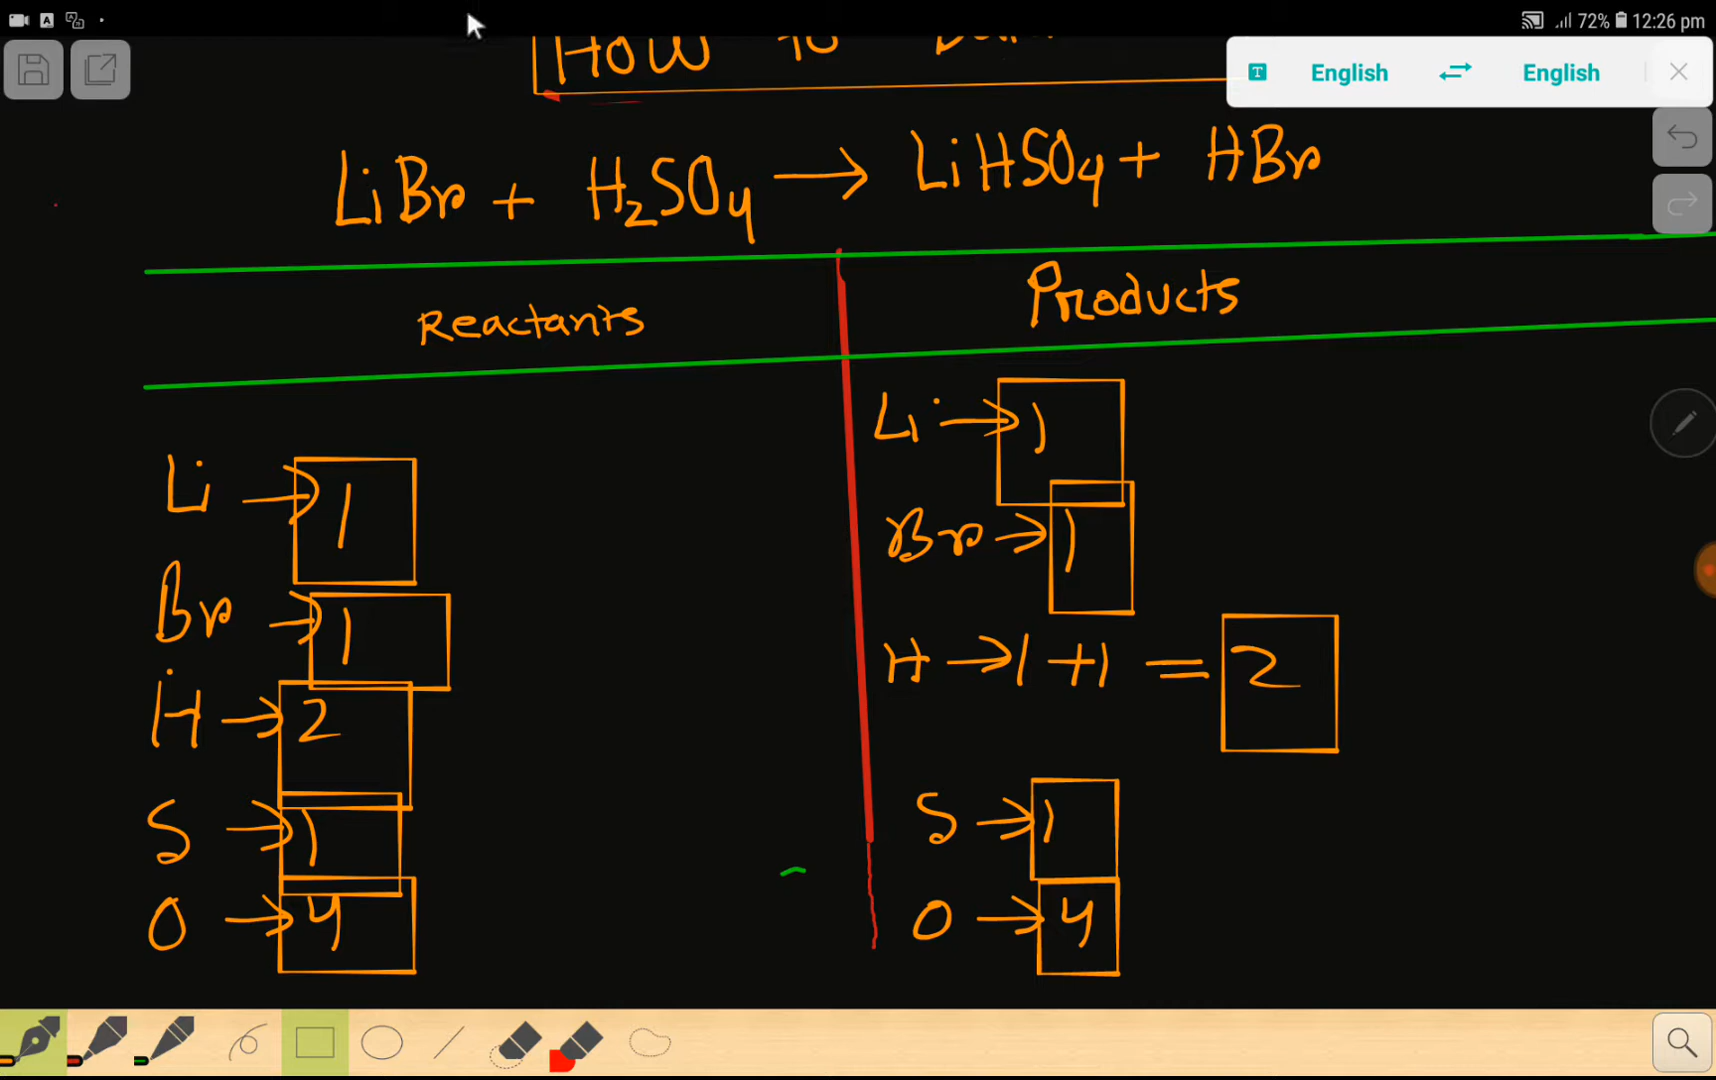 72% 12:26 pm
How to
English English
LiBr + H₂SO₄ → LiHSO₄ + HBr
Reactants Products
Li → 1
Li → 1
Br → 1
Br → 1
H → 2
H → 1 + 1 = 2
S → 1
S → 1
O → 4
O → 4